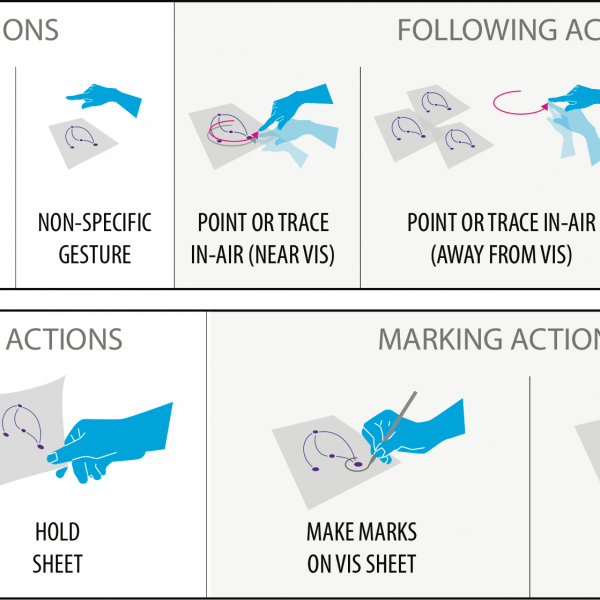 ONS
FOLLOWING AC
NON-SPECIFIC
GESTURE
POINT OR TRACE
IN-AIR (NEAR VIS)
POINT OR TRACE IN-AIR
(AWAY FROM VIS)
ACTIONS
MARKING ACTION
HOLD
SHEET
MAKE MARKS
ON VIS SHEET